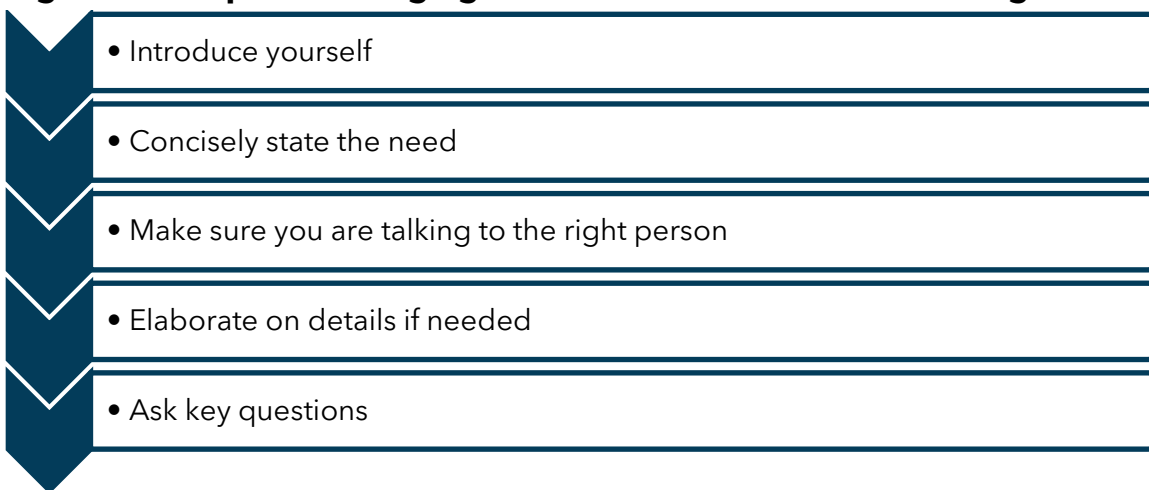 • Introduce yourself
• Concisely state the need
• Make sure you are talking to the right person
• Elaborate on details if needed
• Ask key questions